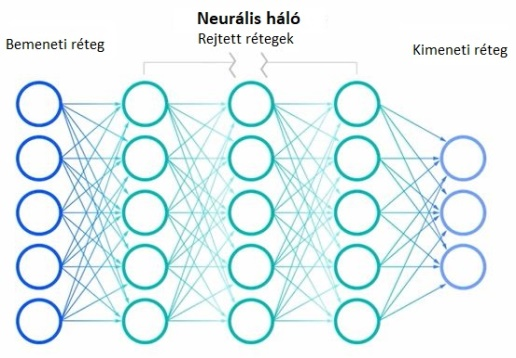 Neurális háló
Rejtett rétegek
Bemeneti réteg
Kimeneti réteg